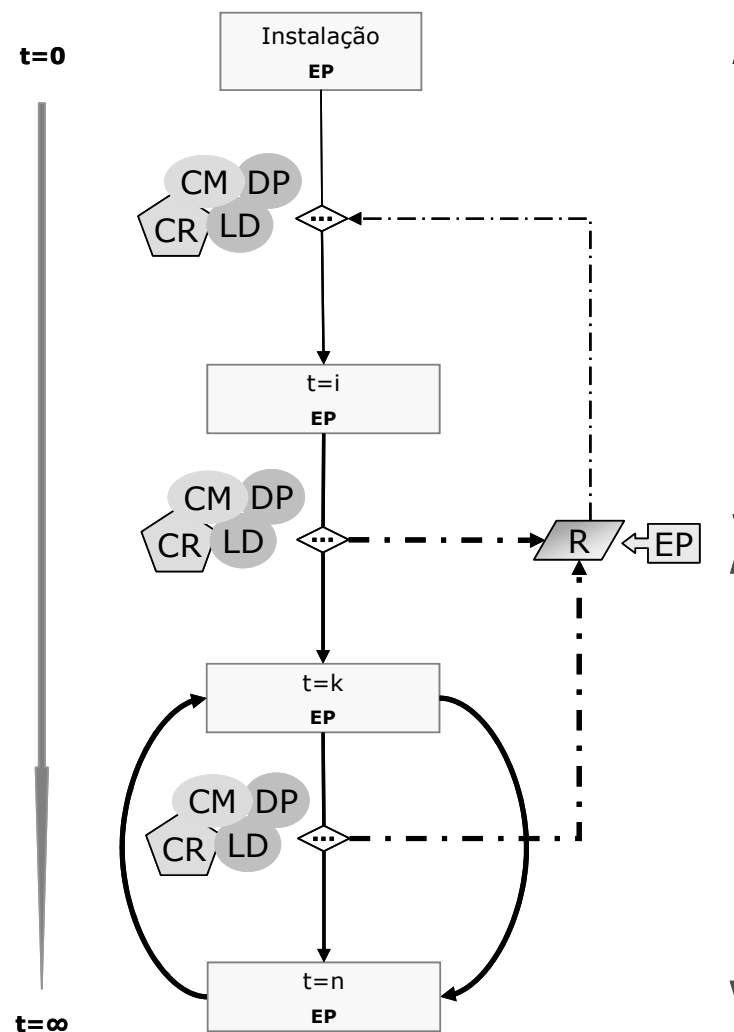 t=0
Instalação
EP
CM DP
CR LD
...
t=i
EP
CM DP
CR LD
...
R
EP
t=k
EP
CM DP
CR LD
...
t=n
EP
t=∞